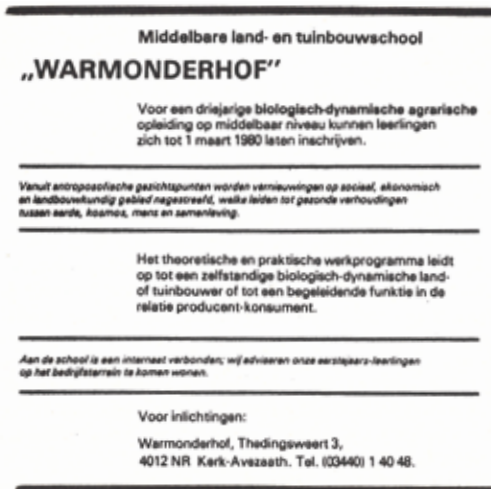 Middelbare land- en tuinbouwschool
„WARMONDERHOF”
Voor een driejarige biologisch-dynamische agrarische
opleiding op middelbaar niveau kunnen leerlingen
zich tot 1 maart 1980 laten inschrijven.
Vanuit antroposofische gezichtspunten worden vernieuwingen op sociaal, ekonomisch
en landbouwkundig gebied nagestreefd, welke leiden tot gezonde verhoudingen
tussen aarde, kosmos, mens en samenleving.
Het theoretische en praktische werkprogramma leidt
op tot een zelfstandige biologisch-dynamische land-
of tuinbouwer of tot een begeleidende funktie in de
relatie producent-konsument.
Aan de school is een internaat verbonden; wij adviseren onze eerstejaars-leerlingen
op het bedrijfsterrein te komen wonen.
Voor inlichtingen:
Warmonderhof, Thedingsweert 3,
4012 NR Kerk-Avezaath. Tel. (03440) 1 40 48.